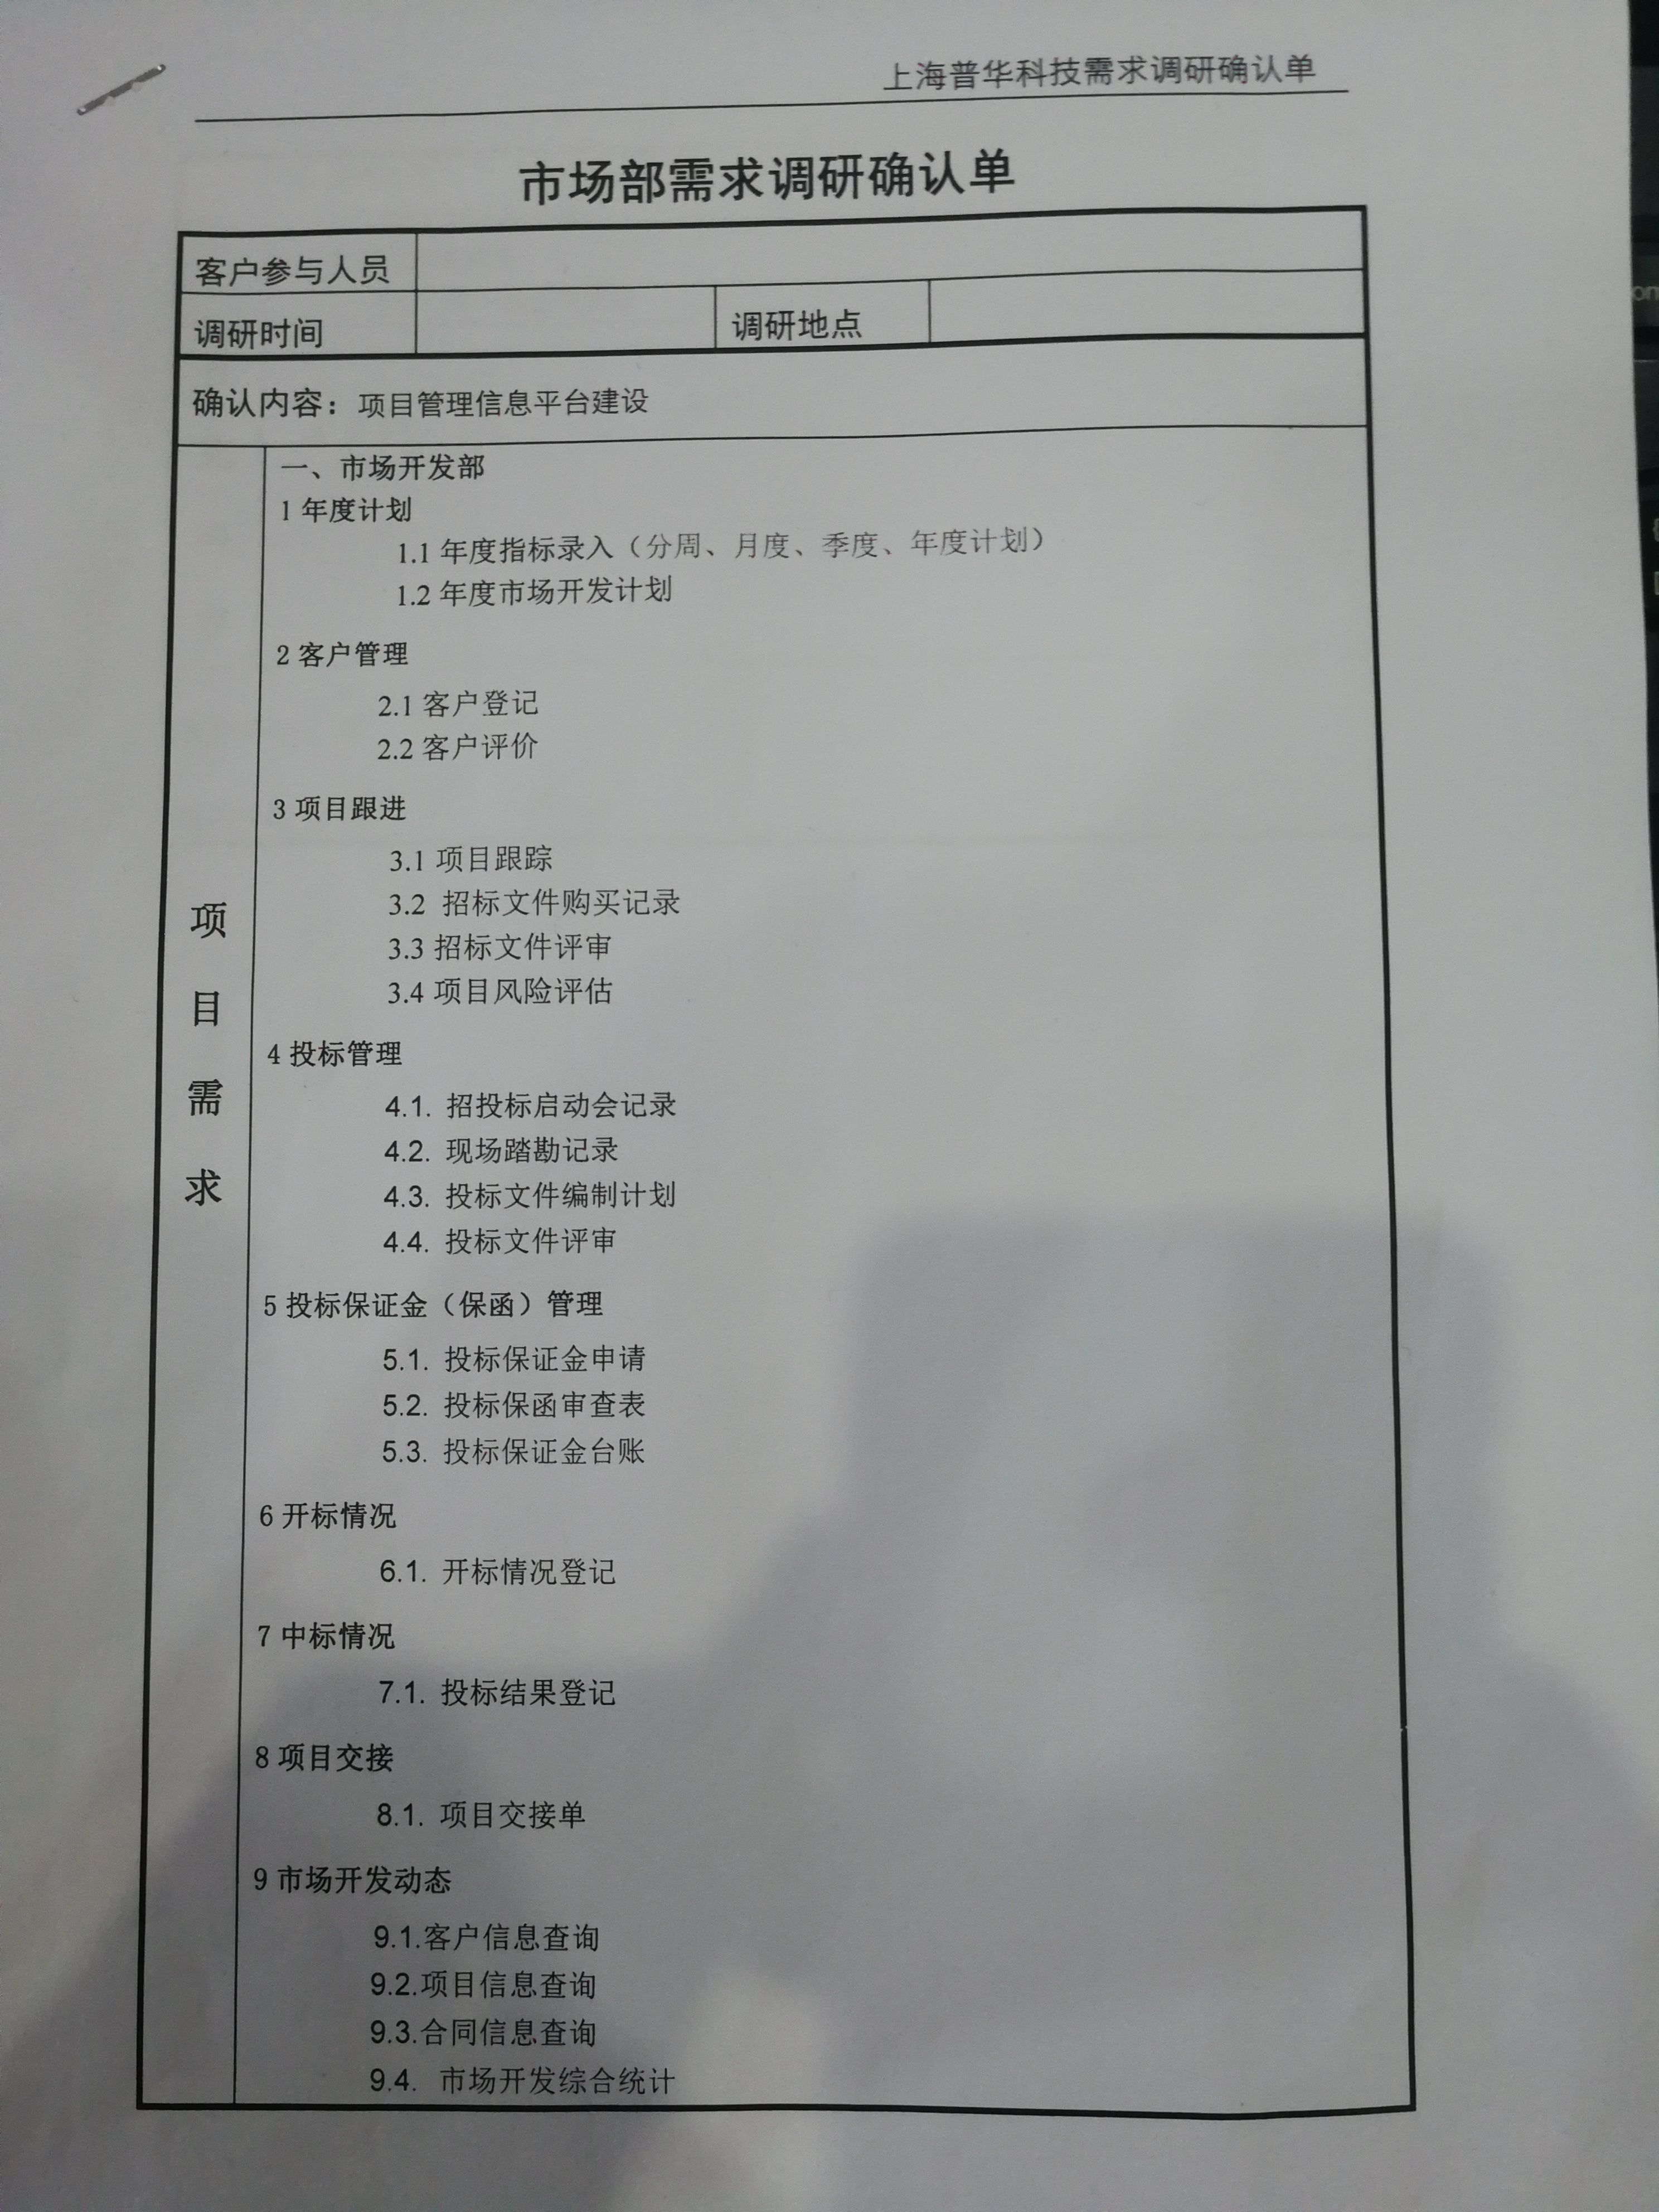 上海普华科技需求调研确认单
市场部需求调研确认单
客户参与人员
调研时间 调研地点
确认内容：项目管理信息平台建设
项目需求
一、市场开发部
1 年度计划
1.1 年度指标录入（分周、月度、季度、年度计划）
1.2 年度市场开发计划
2 客户管理
2.1 客户登记
2.2 客户评价
3 项目跟进
3.1 项目跟踪
3.2 招标文件购买记录
3.3 招标文件评审
3.4 项目风险评估
4 投标管理
4.1. 招投标启动会记录
4.2. 现场踏勘记录
4.3. 投标文件编制计划
4.4. 投标文件评审
5 投标保证金（保函）管理
5.1. 投标保证金申请
5.2. 投标保函审查表
5.3. 投标保证金台账
6 开标情况
6.1. 开标情况登记
7 中标情况
7.1. 投标结果登记
8 项目交接
8.1. 项目交接单
9 市场开发动态
9.1.客户信息查询
9.2.项目信息查询
9.3.合同信息查询
9.4. 市场开发综合统计